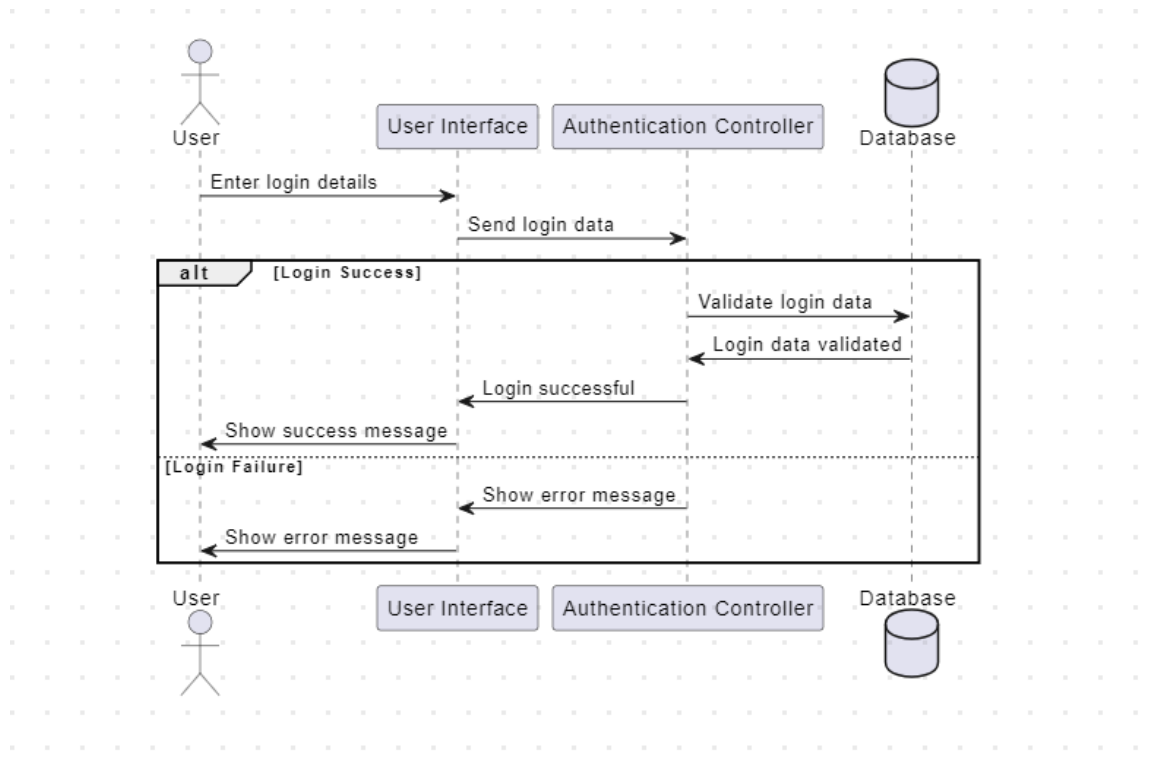 User
User Interface
Authentication Controller
Database
Enter login details
Send login data
alt
[Login Success]
Validate login data
Login data validated
Login successful
Show success message
[Login Failure]
Show error message
Show error message
User
User Interface
Authentication Controller
Database